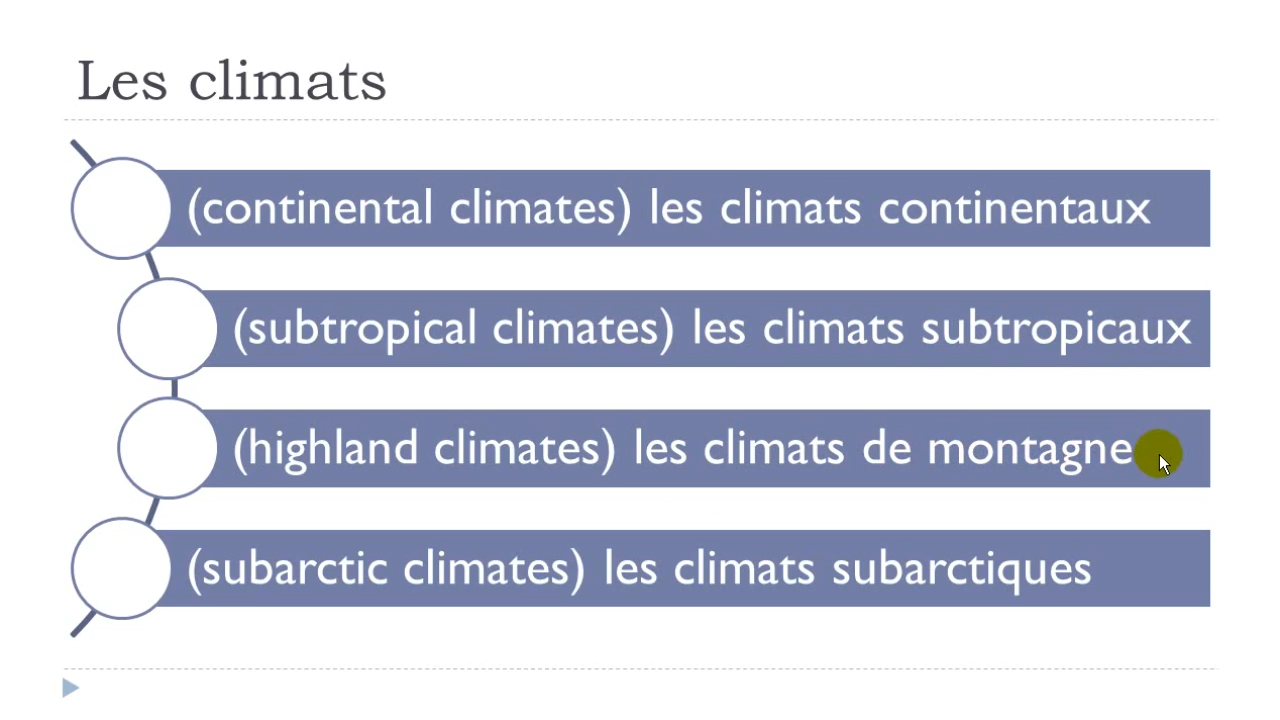 Les climats
(continental climates) les climats continentaux
(subtropical climates) les climats subtropicaux
(highland climates) les climats de montagne
(subarctic climates) les climats subarctiques